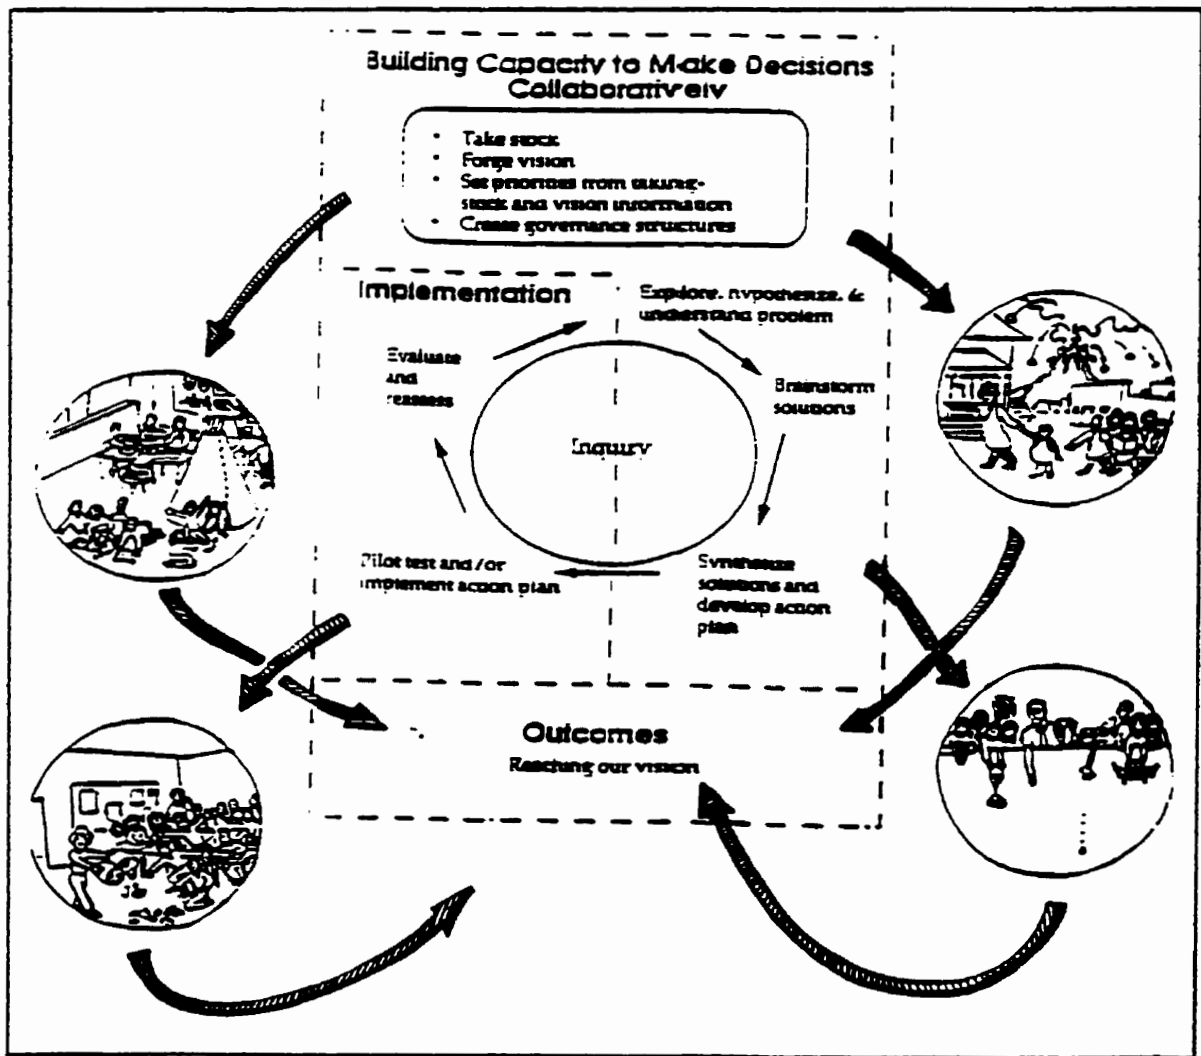 Building Capacity to Make Decisions
Collaboratively
• Take stock
• Forge vision
• Set priorities from taking-
stock and vision information
• Create governance structures
Implementation
Explore, hypothesize, &
understand problem
Evaluate
and
reassess
Brainstorm
solutions
Inquiry
Pilot test and/or
implement action plan
Synthesize
solutions and
develop action
plan
Outcomes
Reaching our vision